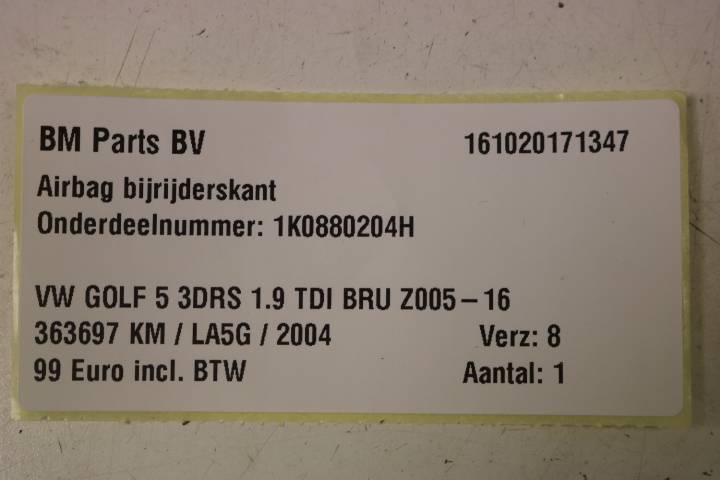 BM Parts BV 161020171347
Airbag bijrijderskant
Onderdeelnummer: 1K0880204H
VW GOLF 5 3DRS 1.9 TDI BRU Z005-16
363697 KM / LA5G / 2004 Verz: 8
99 Euro incl. BTW Aantal: 1